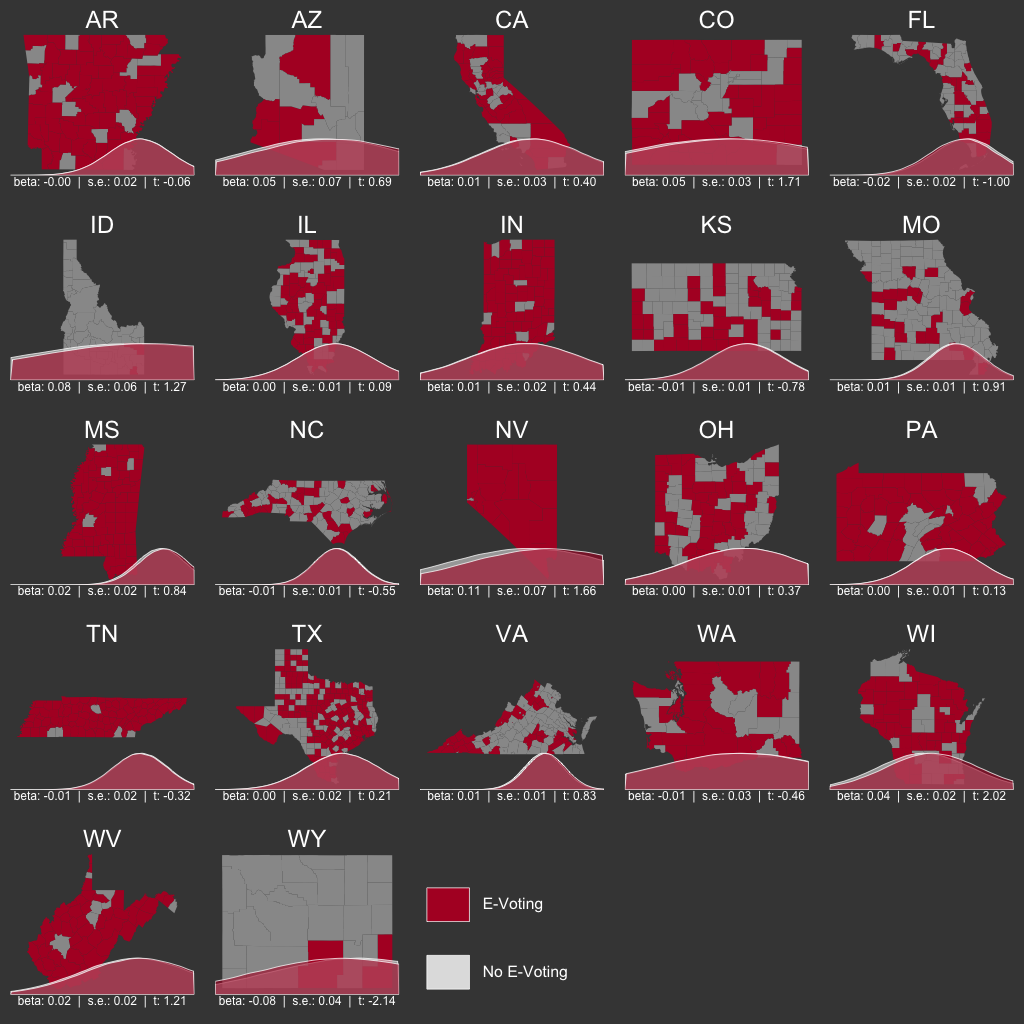 AR AZ CA CO FL
beta: -0.00 | s.e.: 0.02 | t: -0.06
beta: 0.05 | s.e.: 0.07 | t: 0.69
beta: 0.01 | s.e.: 0.03 | t: 0.40
beta: 0.05 | s.e.: 0.03 | t: 1.71
beta: -0.02 | s.e.: 0.02 | t: -1.00
ID IL IN KS MO
beta: 0.08 | s.e.: 0.06 | t: 1.27
beta: 0.00 | s.e.: 0.01 | t: 0.09
beta: 0.01 | s.e.: 0.02 | t: 0.44
beta: -0.01 | s.e.: 0.01 | t: -0.78
beta: 0.01 | s.e.: 0.01 | t: 0.91
MS NC NV OH PA
beta: 0.02 | s.e.: 0.02 | t: 0.84
beta: -0.01 | s.e.: 0.01 | t: -0.55
beta: 0.11 | s.e.: 0.07 | t: 1.66
beta: 0.00 | s.e.: 0.01 | t: 0.37
beta: 0.00 | s.e.: 0.01 | t: 0.13
TN TX VA WA WI
beta: -0.01 | s.e.: 0.02 | t: -0.32
beta: 0.00 | s.e.: 0.02 | t: 0.21
beta: 0.01 | s.e.: 0.01 | t: 0.83
beta: -0.01 | s.e.: 0.03 | t: -0.46
beta: 0.04 | s.e.: 0.02 | t: 2.02
WV WY
beta: 0.02 | s.e.: 0.02 | t: 1.21
beta: -0.08 | s.e.: 0.04 | t: -2.14
E-Voting
No E-Voting